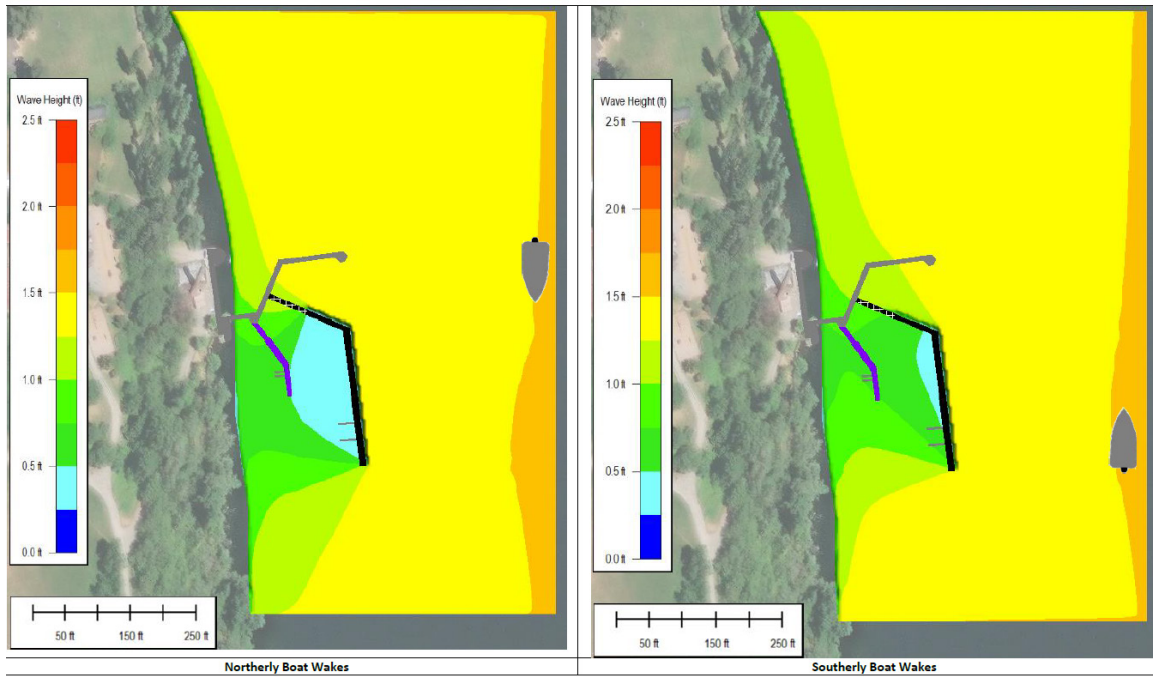 Wave Height (ft)
2.5 ft
2.0 ft
1.5 ft
1.0 ft
0.5 ft
0.0 ft
50 ft 150 ft 250 ft
Northerly Boat Wakes
Wave Height (ft)
2.5 ft
2.0 ft
1.5 ft
1.0 ft
0.5 ft
0.0 ft
50 ft 150 ft 250 ft
Southerly Boat Wakes